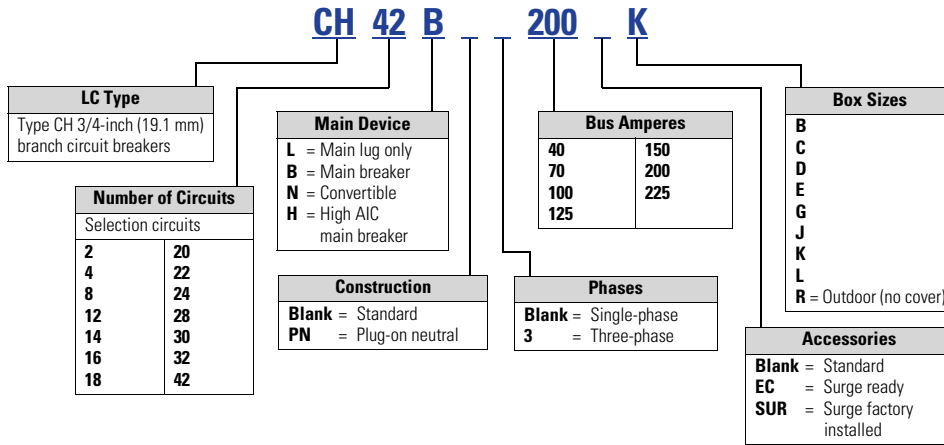 CH 42 B _ _ 200 _ K
LC Type
Type CH 3/4-inch (19.1 mm)
branch circuit breakers
Number of Circuits
Selection circuits
2 20
4 22
8 24
12 28
14 30
16 32
18 42
Main Device
L = Main lug only
B = Main breaker
N = Convertible
H = High AIC
main breaker
Construction
Blank = Standard
PN = Plug-on neutral
Bus Amperes
40 150
70 200
100 225
125
Phases
Blank = Single-phase
3 = Three-phase
Box Sizes
B
C
D
E
G
J
K
L
R = Outdoor (no cover)
Accessories
Blank = Standard
EC = Surge ready
SUR = Surge factory
installed